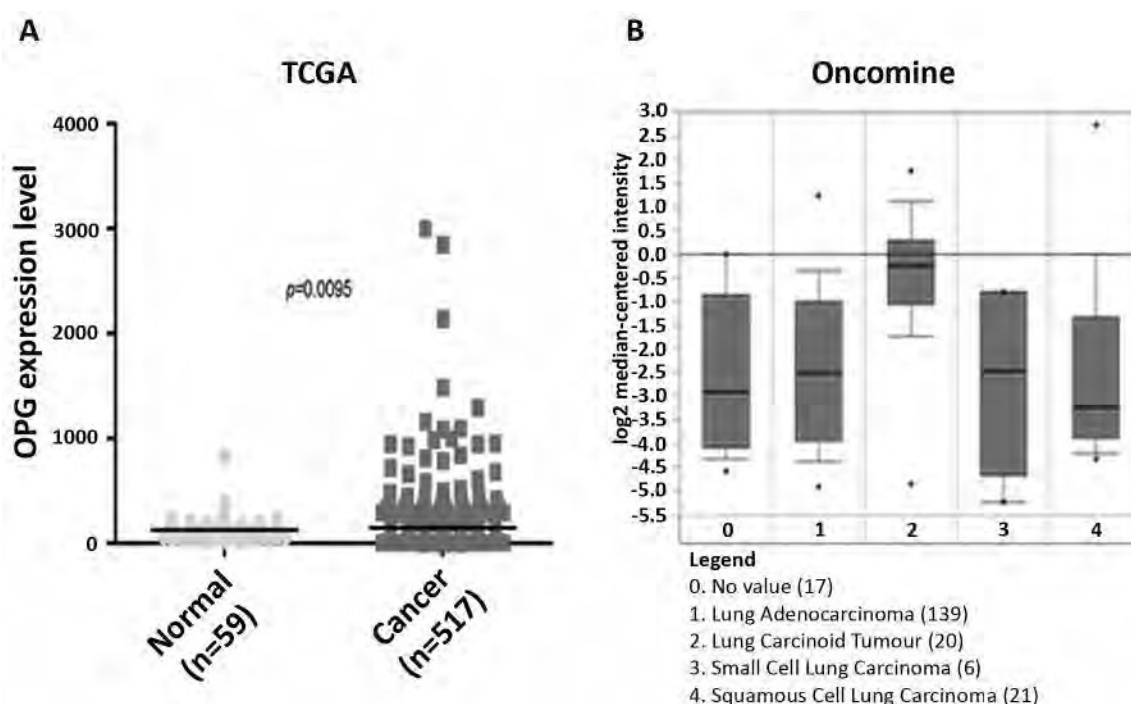 A
TCGA
OPG expression level
4000
3000
2000
1000
0
p=0.0095
Normal
(n=59)
Cancer
(n=517)
B
Oncomine
log2 median-centered intensity
3.0
2.5
2.0
1.5
1.0
0.5
0.0
-0.5
-1.0
-1.5
-2.0
-2.5
-3.0
-3.5
-4.0
-4.5
-5.0
-5.5
0 1 2 3 4
Legend
0. No value (17)
1. Lung Adenocarcinoma (139)
2. Lung Carcinoid Tumour (20)
3. Small Cell Lung Carcinoma (6)
4. Squamous Cell Lung Carcinoma (21)